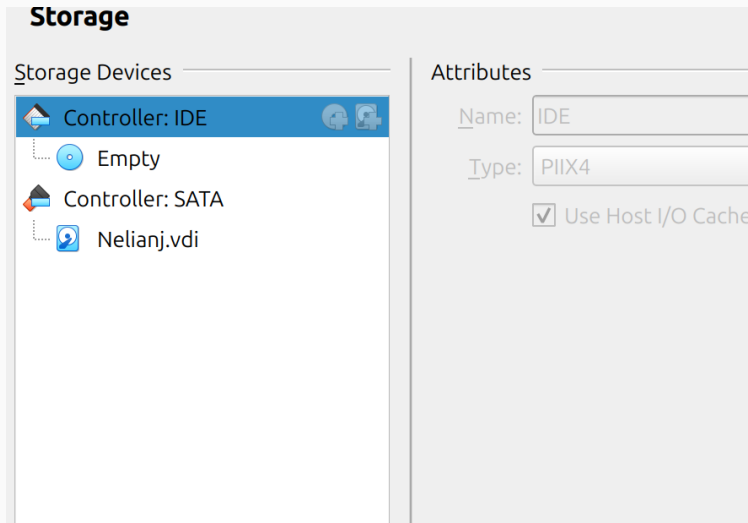 Storage
Storage Devices
Controller: IDE
Empty
Controller: SATA
Nelianj.vdi
Attributes
Name: IDE
Type: PIIX4
Use Host I/O Cache